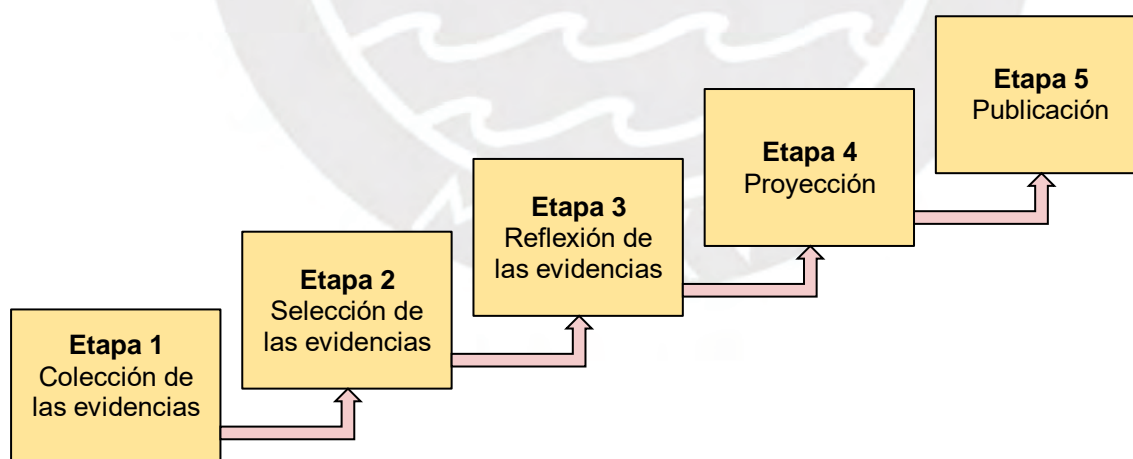 Etapa 1
Colección de
las evidencias
Etapa 2
Selección de
las evidencias
Etapa 3
Reflexión de
las evidencias
Etapa 4
Proyección
Etapa 5
Publicación